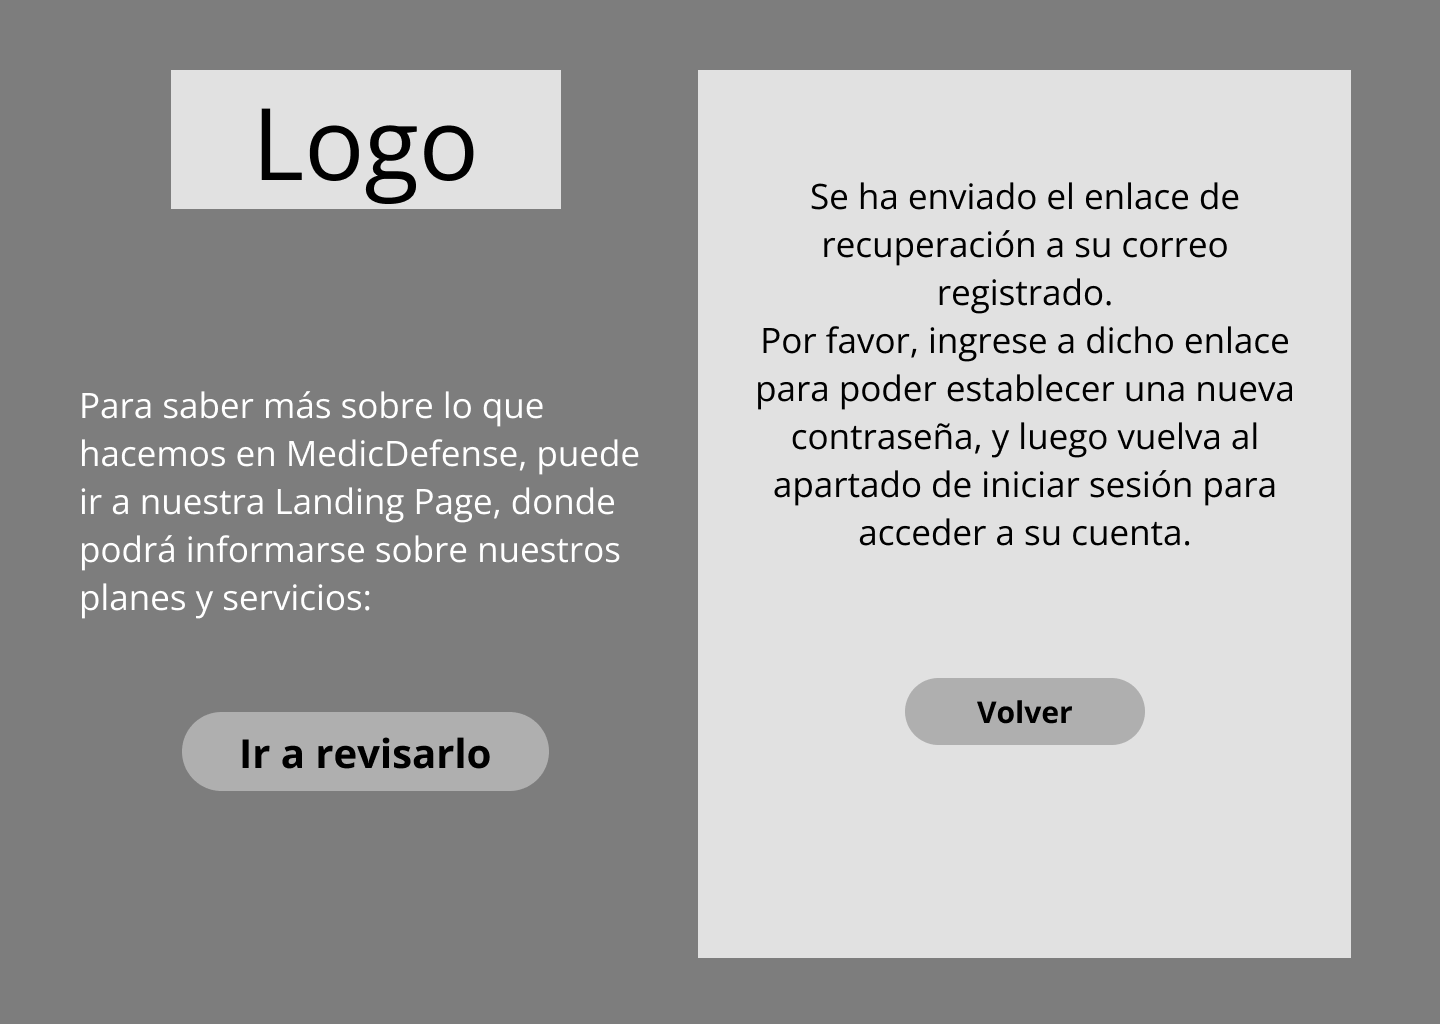 Logo
Para saber más sobre lo que
hacemos en MedicDefense, puede
ir a nuestra Landing Page, donde
podrá informarse sobre nuestros
planes y servicios:
Ir a revisarlo
Se ha enviado el enlace de
recuperación a su correo
registrado.
Por favor, ingrese a dicho enlace
para poder establecer una nueva
contraseña, y luego vuelva al
apartado de iniciar sesión para
acceder a su cuenta.
Volver